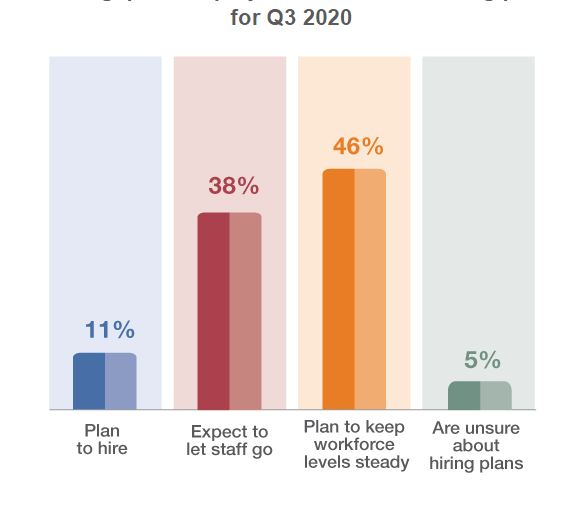 for Q3 2020
46%
38%
11%
5%
Plan
to hire
Expect to
let staff go
Plan to keep
workforce
levels steady
Are unsure
about
hiring plans